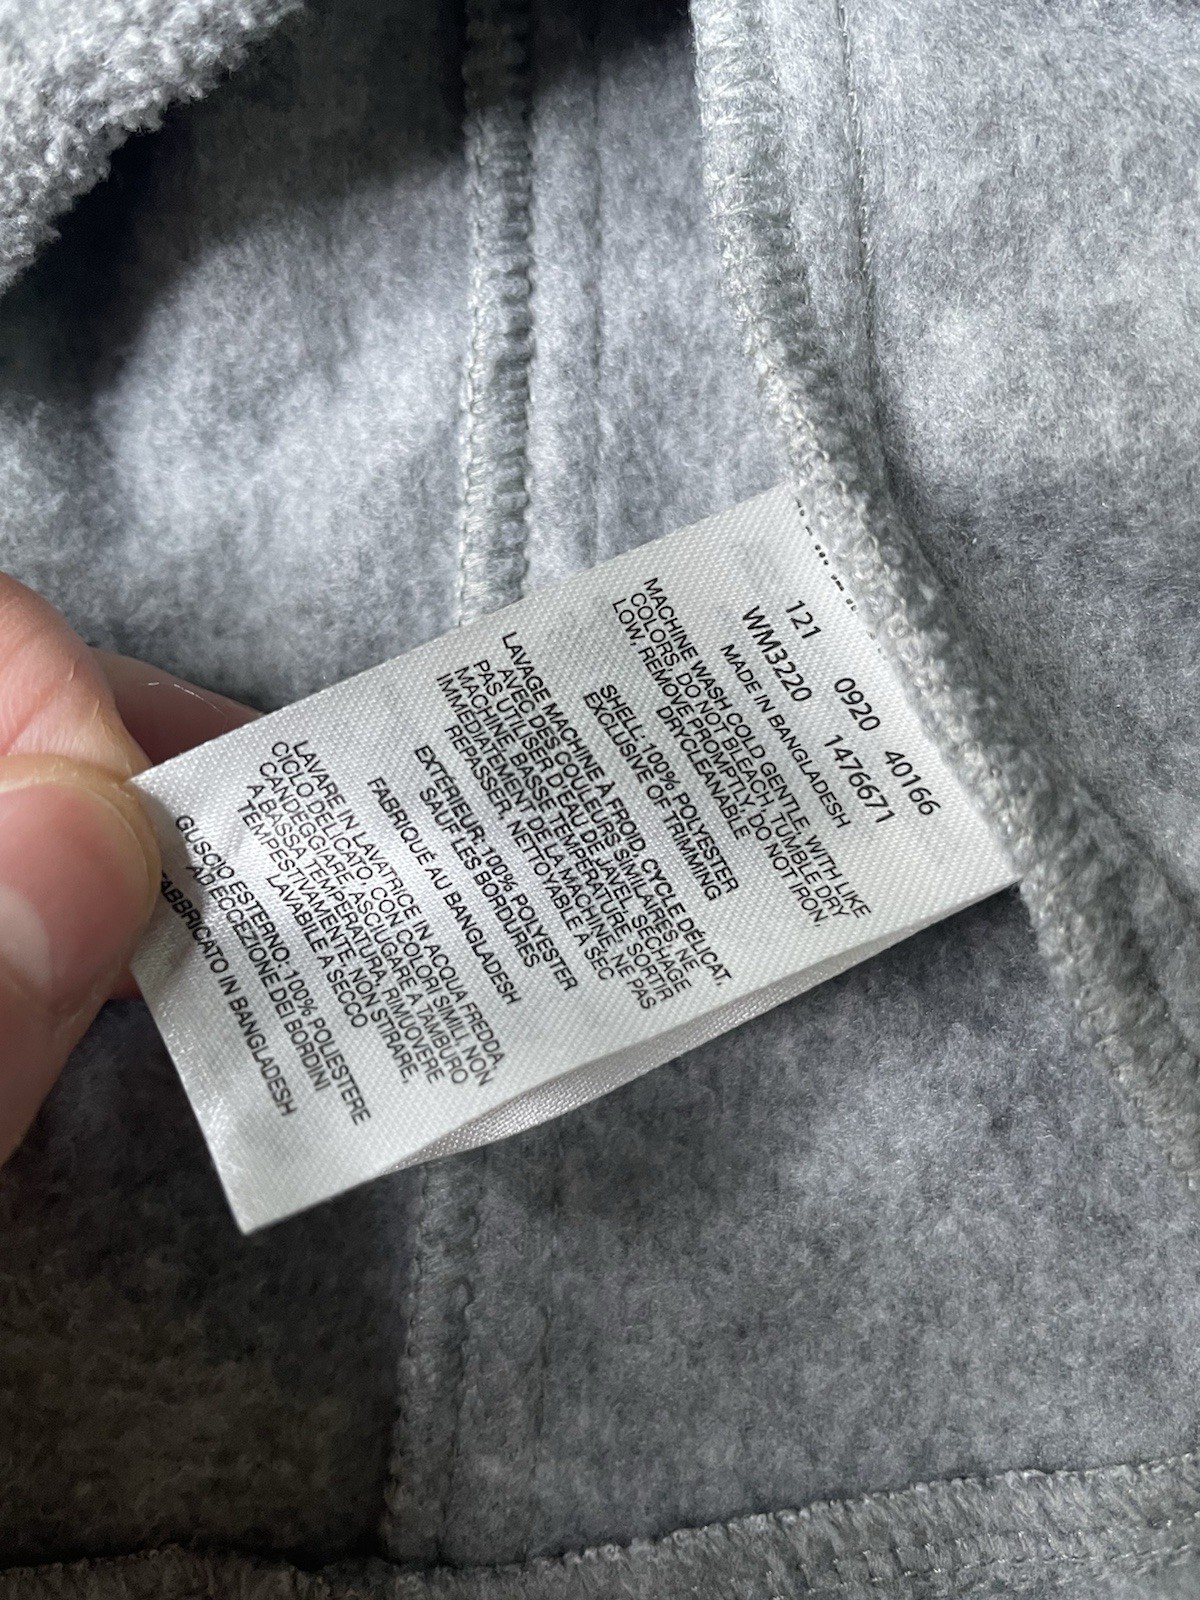 121 0920 40166
WM3220 1476671
MADE IN BANGLADESH
MACHINE WASH COLD GENTLE, WITH LIKE
COLORS, DO NOT BLEACH, TUMBLE DRY
LOW, REMOVE PROMPTLY, DO NOT IRON,
DRYCLEANABLE
SHELL: 100% POLYESTER
EXCLUSIVE OF TRIMMING
LAVAGE MACHINE À FROID, CYCLE DÉLICAT,
AVEC DES COULEURS SIMILAIRES, NE
PAS UTILISER D'EAU DE JAVEL, SÉCHAGE
MACHINE BASSE TEMPÉRATURE, SORTIR
IMMÉDIATEMENT DE LA MACHINE, NE PAS
REPASSER, NETTOYABLE A SEC
EXTÉRIEUR: 100% POLYESTER
SAUF LES BORDURES
FABRIQUÉ AU BANGLADESH
LAVARE IN LAVATRICE IN ACQUA FREDDA,
CICLO DELICATO, CON COLORI SIMILI, NON
CANDEGGIARE, ASCIUGARE A TAMBURO
A BASSA TEMPERATURA, RIMUOVERE
TEMPESTIVAMENTE, NON STIRARE,
LAVABILE A SECCO
GUSCIO ESTERNO: 100% POLIESTERE
AD ECCEZIONE DEI BORDINI
FABBRICATO IN BANGLADESH